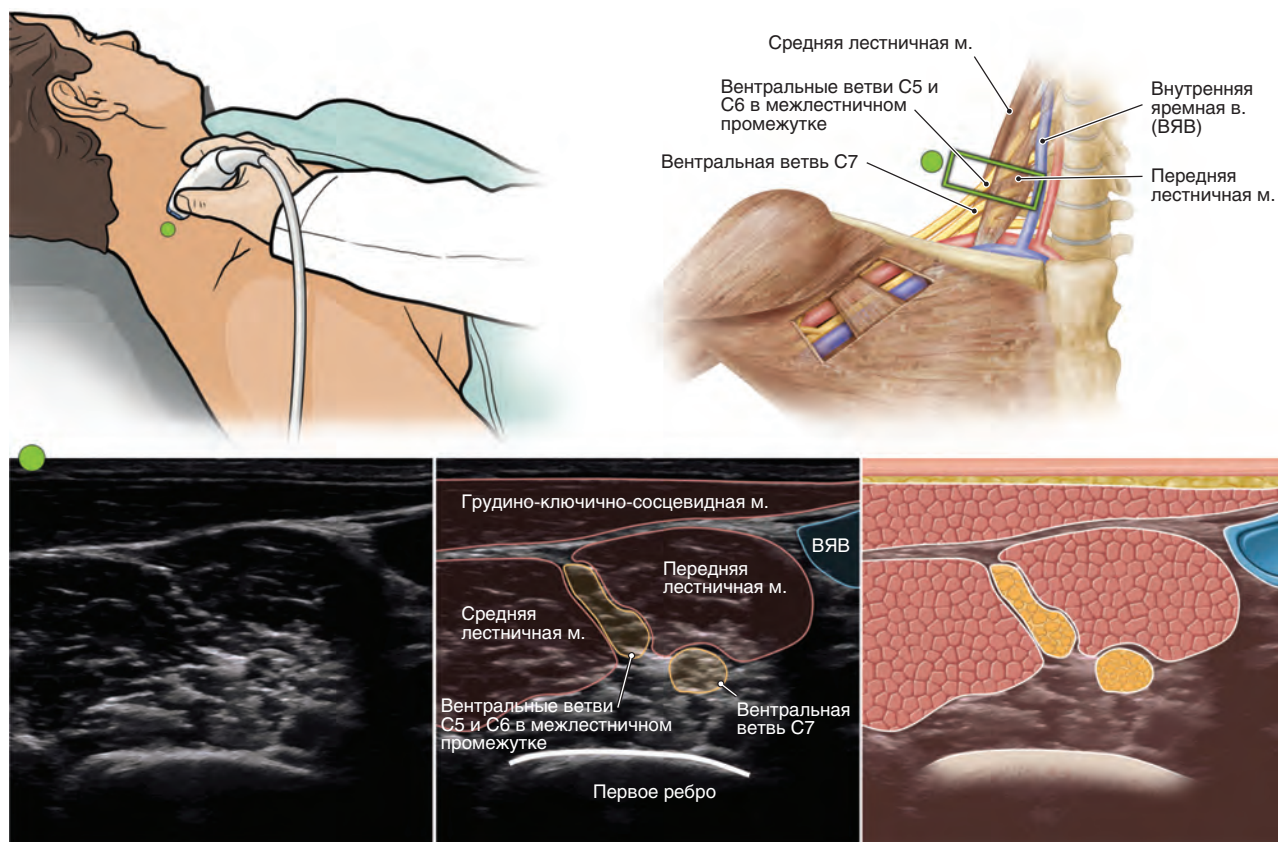 Средняя лестничная м.
Вентральные ветви С5 и
С6 в межлестничном
промежутке
Вентральная ветвь С7
Внутренняя
яремная в.
(ВЯВ)
Передняя
лестничная м.
Грудино-ключично-сосцевидная м.
ВЯВ
Передняя
лестничная м.
Средняя
лестничная м.
Вентральные ветви
С5 и С6 в межлестничном
промежутке
Вентральная
ветвь С7
Первое ребро